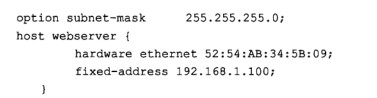 option subnet-mask 255.255.255.0;
host webserver {
hardware ethernet 52:54:AB:34:5B:09;
fixed-address 192.168.1.100;
}